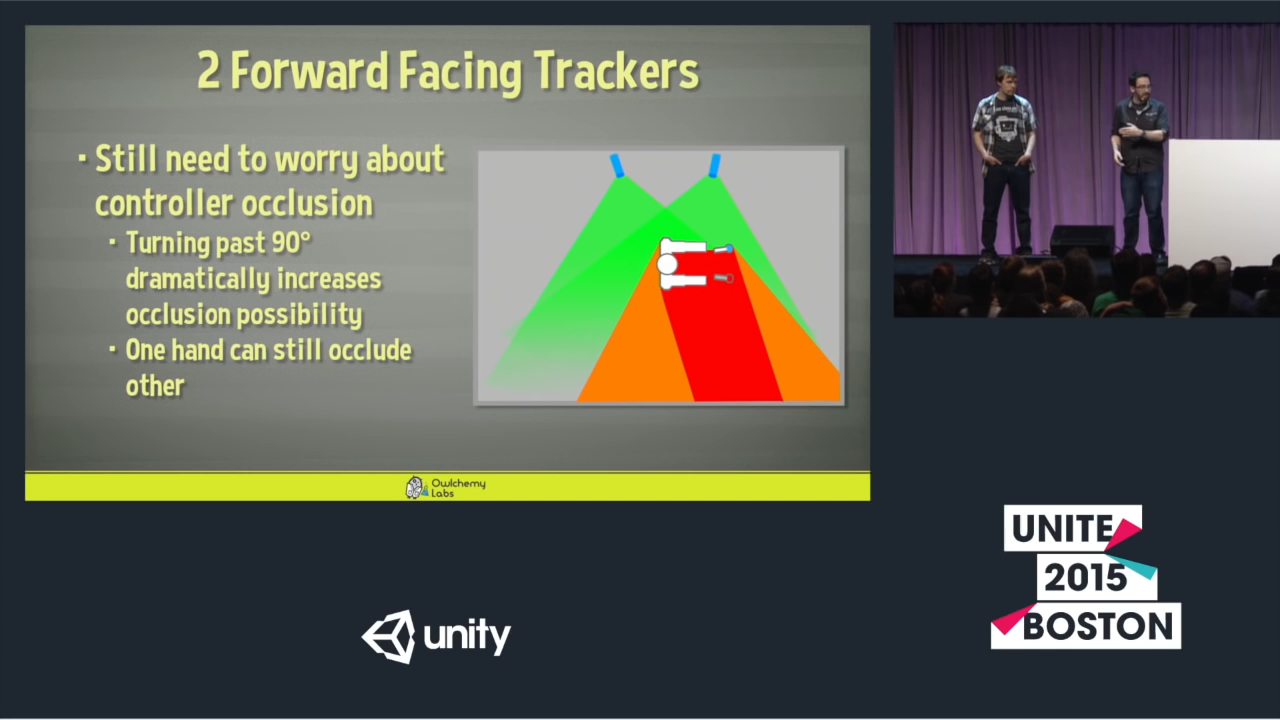 2 Forward Facing Trackers
▪ Still need to worry about
controller occlusion
▪ Turning past 90°
dramatically increases
occlusion possibility
▪ One hand can still occlude
other
Owlchemy
Labs
unity
UNITE
2015
BOSTON